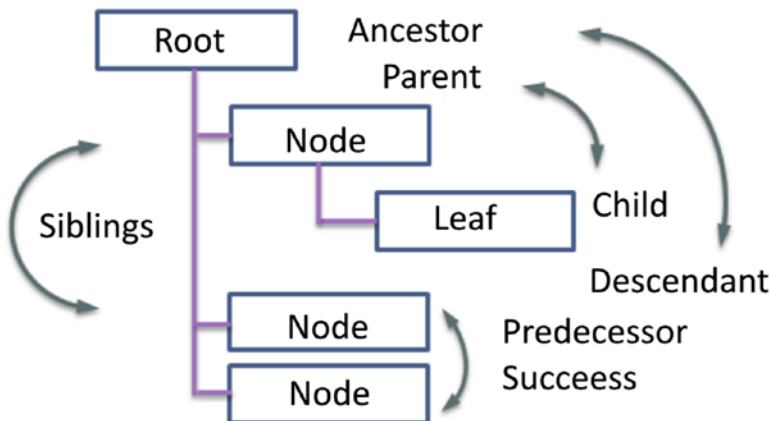 Root
Ancestor
Parent
Node
Siblings
Leaf
Child
Descendant
Node
Predecessor
Succeess
Node